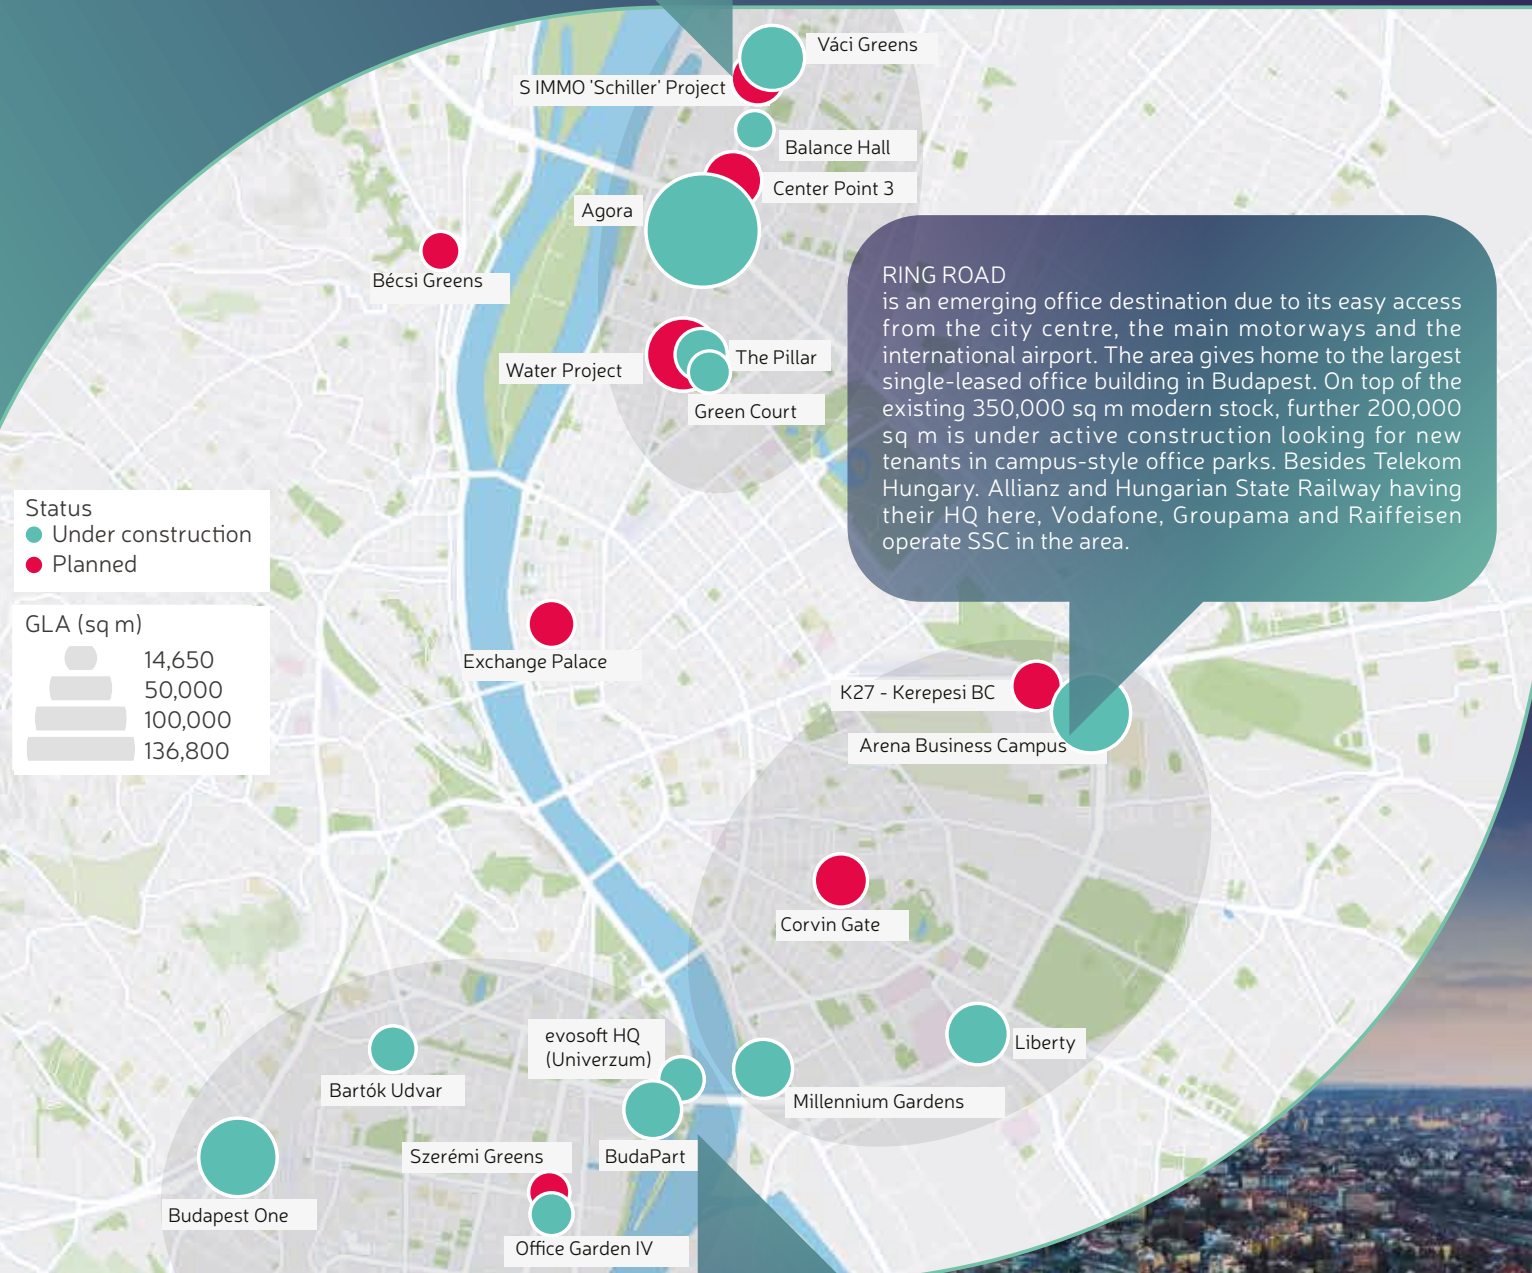 Váci Greens
S IMMO 'Schiller' Project
Balance Hall
Center Point 3
Agora
Bécsi Greens
Water Project
The Pillar
Green Court
RING ROAD
is an emerging office destination due to its easy access
from the city centre, the main motorways and the
international airport. The area gives home to the largest
single-leased office building in Budapest. On top of the
existing 350,000 sq m modern stock, further 200,000
sq m is under active construction looking for new
tenants in campus-style office parks. Besides Telekom
Hungary. Allianz and Hungarian State Railway having
their HQ here, Vodafone, Groupama and Raiffeisen
operate SSC in the area.
Status
Under construction
Planned
GLA (sq m)
14,650
50,000
100,000
136,800
Exchange Palace
K27 - Kerepesi BC
Arena Business Campus
Corvin Gate
evosoft HQ
(Univerzum)
Liberty
Bartók Udvar
Millennium Gardens
Szerémi Greens
BudaPart
Budapest One
Office Garden IV